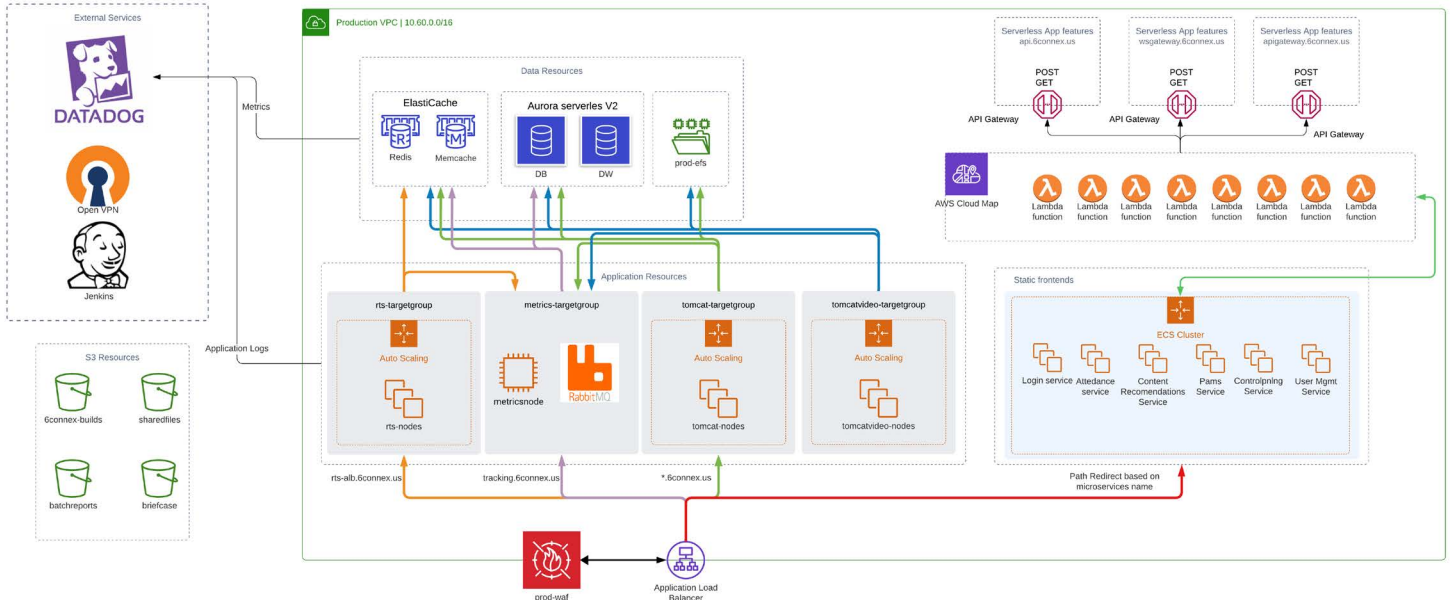 External Services
DATADOG
Open VPN
Jenkins
Metrics
Application Logs
S3 Resources
6connex-builds
sharedfiles
batchreports
briefcase
Production VPC | 10.60.0.0/16
Data Resources
ElastiCache
R
Redis
M
Memcache
Aurora serverles V2
DB
DW
prod-efs
Serverless App features
api.6connex.us
POST
GET
API Gateway
Serverless App features
wsgateway.6connex.us
POST
GET
API Gateway
Serverless App features
apigateway.6connex.us
POST
GET
API Gateway
AWS Cloud Map
Lambda
function
Lambda
function
Lambda
function
Lambda
function
Lambda
function
Lambda
function
Lambda
function
Lambda
function
Application Resources
rts-targetgroup
Auto Scaling
rts-nodes
metrics-targetgroup
metricsnode
RabbitMQ
tomcat-targetgroup
Auto Scaling
tomcat-nodes
tomcatvideo-targetgroup
Auto Scaling
tomcatvideo-nodes
Static frontends
ECS Cluster
Login service
Attedance
service
Content
Recomendations
Service
Pams
Service
Controlpning
Service
User Mgmt
Service
rts-alb.6connex.us
tracking.6connex.us
*.6connex.us
Path Redirect based on
microservices name
prod-waf
Application Load
Balancer